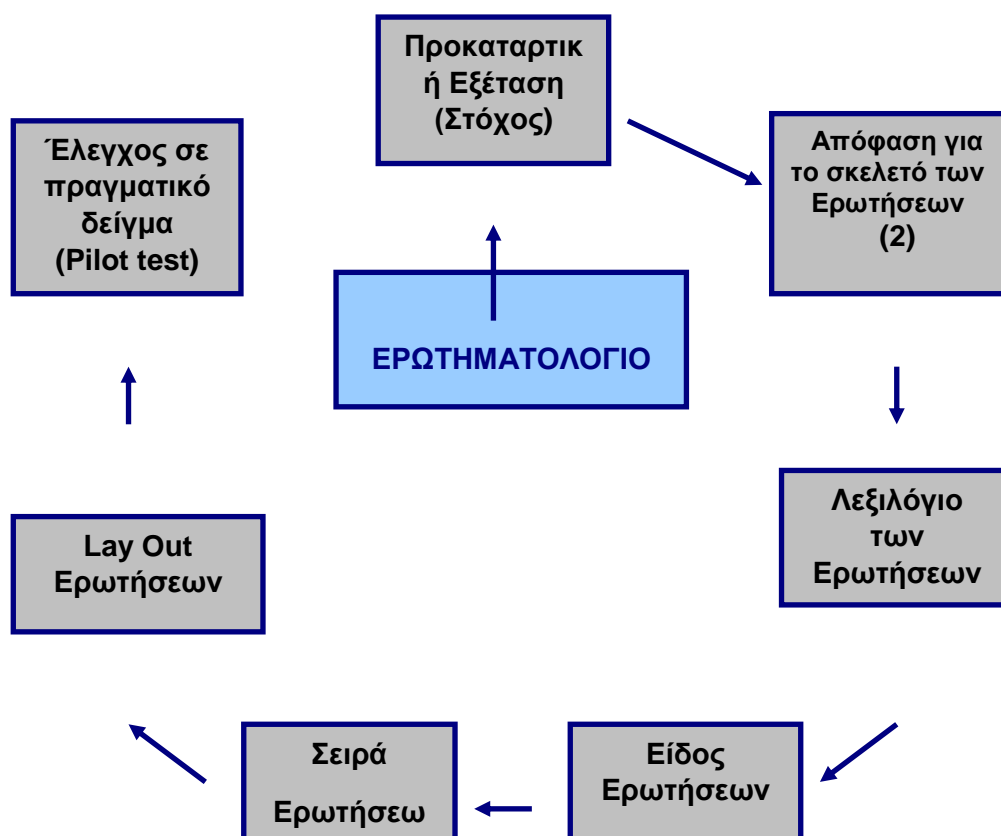 Προκαταρτικ
ή Εξέταση
(Στόχος)
Απόφαση για
το σκελετό των
Ερωτήσεων
(2)
Έλεγχος σε
πραγματικό
δείγμα
(Pilot test)
ΕΡΩΤΗΜΑΤΟΛΟΓΙΟ
Λεξιλόγιο
των
Ερωτήσεων
Lay Out
Ερωτήσεων
Είδος
Ερωτήσεων
Σειρά
Ερωτήσεω